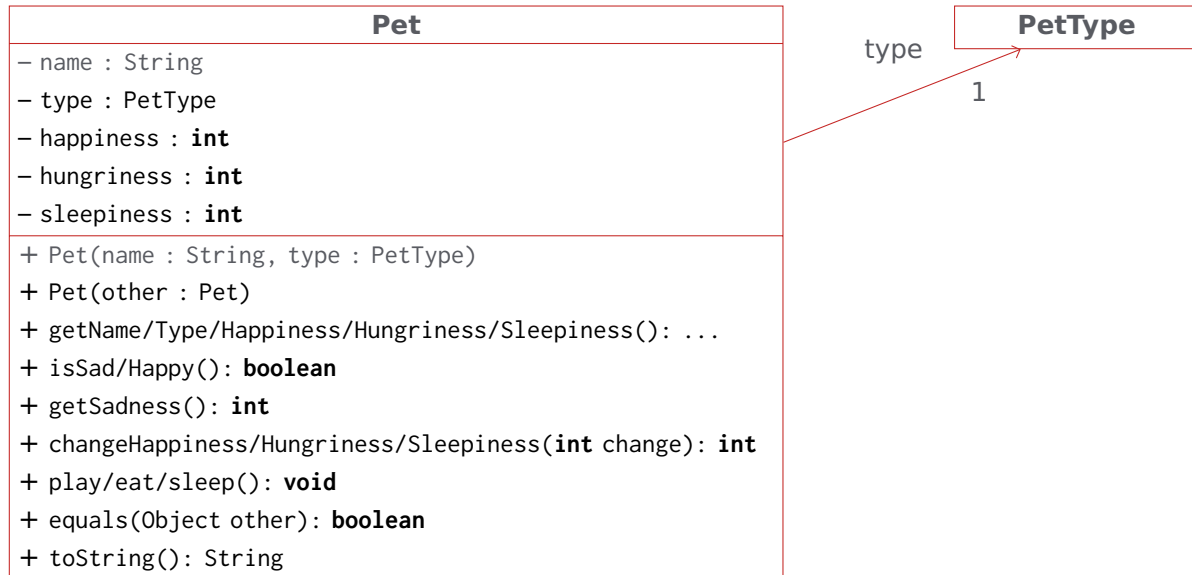 Pet
− name : String
− type : PetType
− happiness : int
− hungriness : int
− sleepiness : int
+ Pet(name : String, type : PetType)
+ Pet(other : Pet)
+ getName/Type/Happiness/Hungriness/Sleepiness(): ...
+ isSad/Happy(): boolean
+ getSadness(): int
+ changeHappiness/Hungriness/Sleepiness(int change): int
+ play/eat/sleep(): void
+ equals(Object other): boolean
+ toString(): String
type
1
PetType